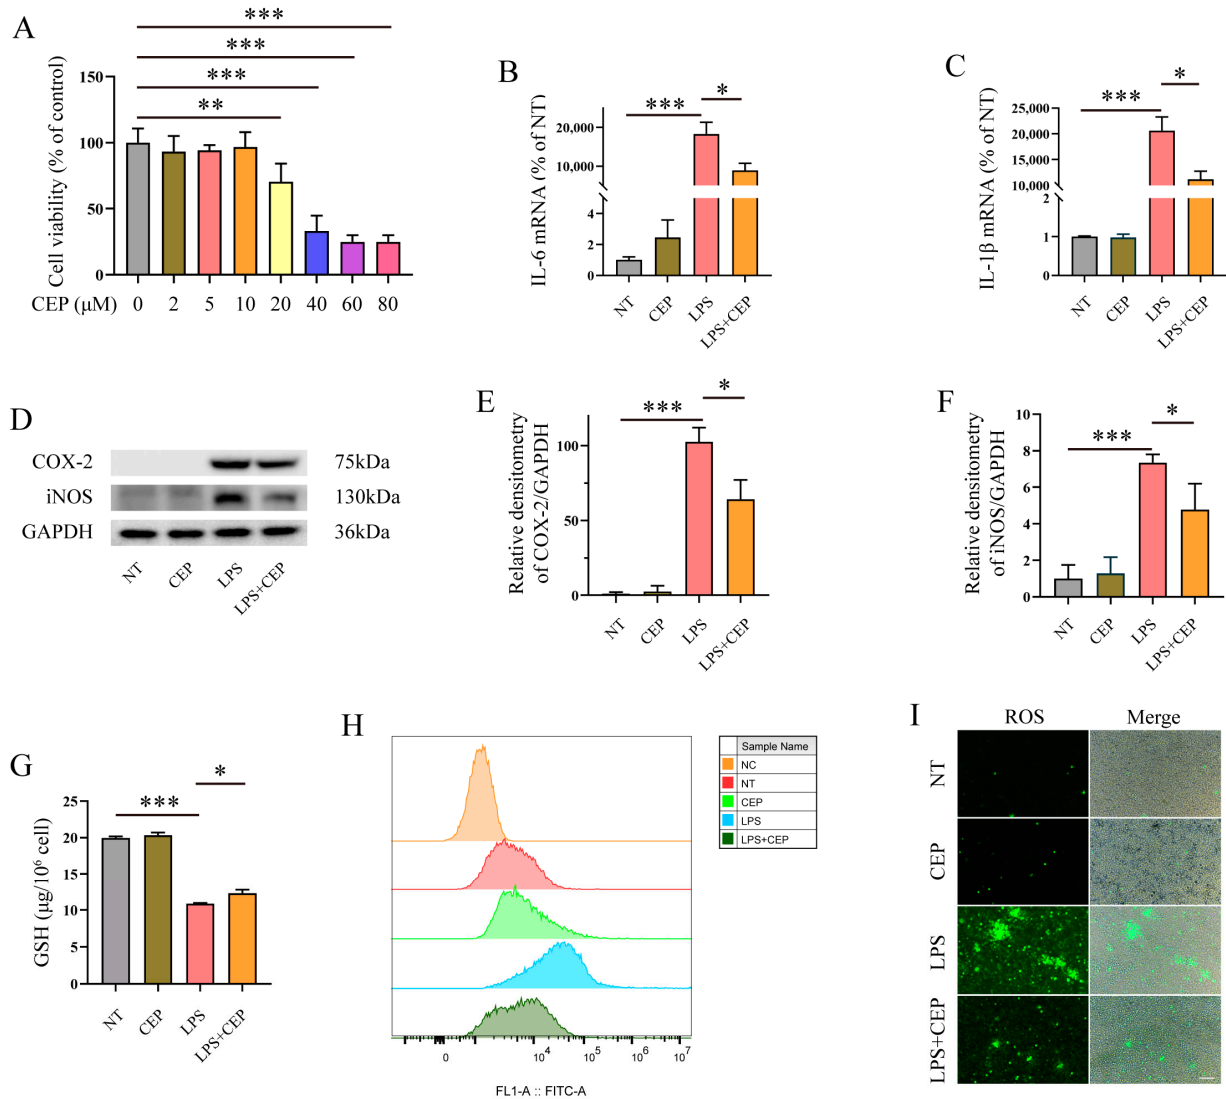 A
***
***
***
**
Cell viability (% of control)
150
100
50
0
CEP (μM) 0 2 5 10 20 40 60 80
B
***
*
IL-6 mRNA (% of NT)
20,000
10,000
4
2
0
NT CEP LPS LPS+CEP
C
***
*
IL-1β mRNA (% of NT)
25,000
20,000
15,000
10,000
2
1
0
NT CEP LPS LPS+CEP
D
COX-2 75kDa
iNOS 130kDa
GAPDH 36kDa
NT CEP LPS LPS+CEP
E
***
*
Relative densitometry
of COX-2/GAPDH
100
50
0
NT CEP LPS LPS+CEP
F
***
*
Relative densitometry
of iNOS/GAPDH
10
8
6
4
2
0
NT CEP LPS LPS+CEP
G
***
*
GSH (μg/10⁶ cell)
25
20
15
10
5
0
NT CEP LPS LPS+CEP
H
Sample Name
NC
NT
CEP
LPS
LPS+CEP
0 10⁴ 10⁵ 10⁶ 10⁷
FL1-A :: FITC-A
I
ROS Merge
NT
CEP
LPS
LPS+CEP